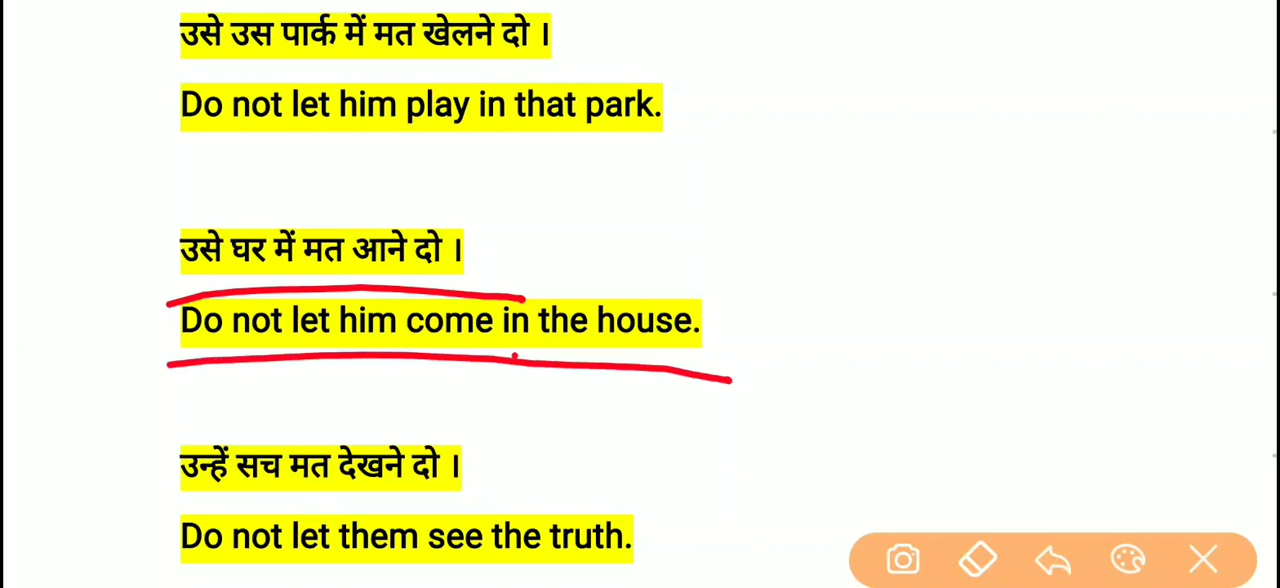 उसे उस पार्क में मत खेलने दो ।
Do not let him play in that park.
उसे घर में मत आने दो ।
Do not let him come in the house.
उन्हें सच मत देखने दो ।
Do not let them see the truth.